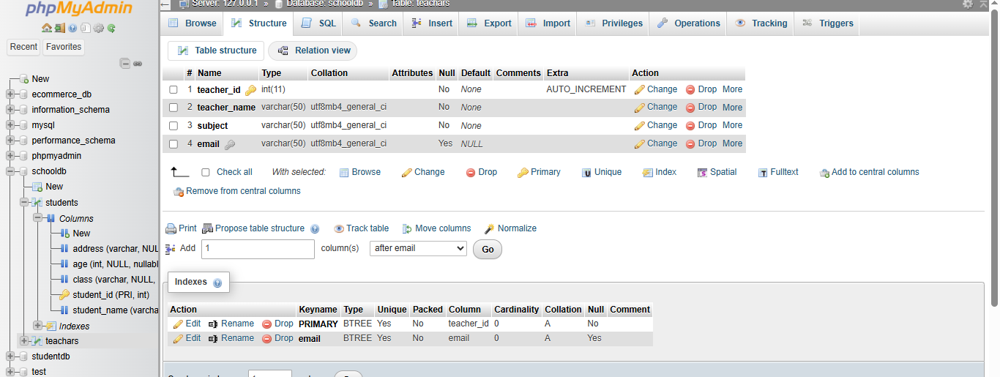 phpMyAdmin
Recent Favorites
New
ecommerce_db
information_schema
mysql
performance_schema
phpmyadmin
schooldb
New
students
Columns
New
address (varchar, NUL
age (int, NULL, nullabl
class (varchar, NULL,
student_id (PRI, int)
student_name (varcha
Indexes
teachars
studentdb
test
Server: 127.0.0.1 » Database: schooldb » Table: teachars
Browse Structure SQL Search Insert Export Import Privileges Operations Tracking Triggers
Table structure Relation view
# Name Type Collation Attributes Null Default Comments Extra Action
1 teacher_id int(11) No None AUTO_INCREMENT Change Drop More
2 teacher_name varchar(50) utf8mb4_general_ci No None Change Drop More
3 subject varchar(50) utf8mb4_general_ci No None Change Drop More
4 email varchar(50) utf8mb4_general_ci Yes NULL Change Drop More
Check all With selected: Browse Change Drop Primary Unique Index Spatial Fulltext Add to central columns
Remove from central columns
Print Propose table structure Track table Move columns Normalize
Add 1 column(s) after email Go
Indexes
Action Keyname Type Unique Packed Column Cardinality Collation Null Comment
Edit Rename Drop PRIMARY BTREE Yes No teacher_id 0 A No
Edit Rename Drop email BTREE Yes No email 0 A Yes